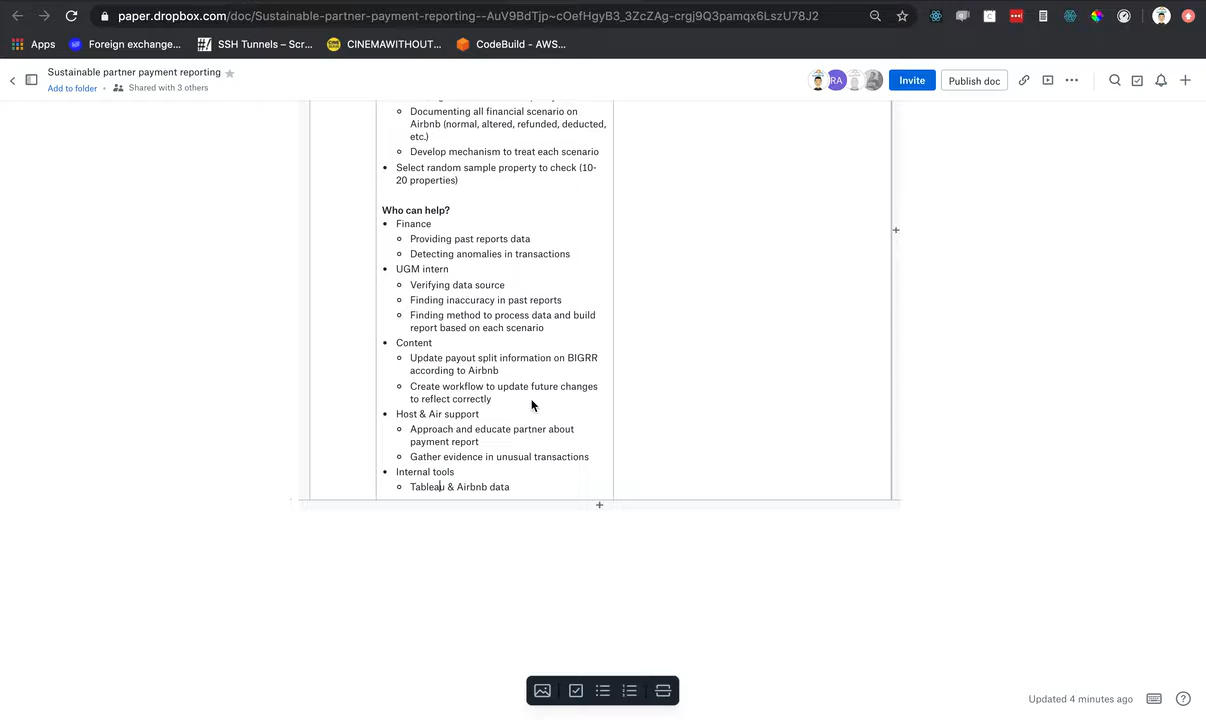 paper.dropbox.com/doc/Sustainable-partner-payment-reporting--AuV9BdTjp~cOefHgyB3_3ZcZAg-crgj9Q3pamqx6LszU78J2
Apps
Foreign exchange...
SSH Tunnels – Scr...
CINEMAWITHOUT...
CodeBuild - AWS...
Sustainable partner payment reporting
Add to folder
Shared with 3 others
RA
Invite
Publish doc
Documenting all financial scenario on
Airbnb (normal, altered, refunded, deducted,
etc.)
Develop mechanism to treat each scenario
Select random sample property to check (10-
20 properties)
Who can help?
Finance
Providing past reports data
Detecting anomalies in transactions
UGM intern
Verifying data source
Finding inaccuracy in past reports
Finding method to process data and build
report based on each scenario
Content
Update payout split information on BIGRR
according to Airbnb
Create workflow to update future changes
to reflect correctly
Host & Air support
Approach and educate partner about
payment report
Gather evidence in unusual transactions
Internal tools
Tableau & Airbnb data
Updated 4 minutes ago